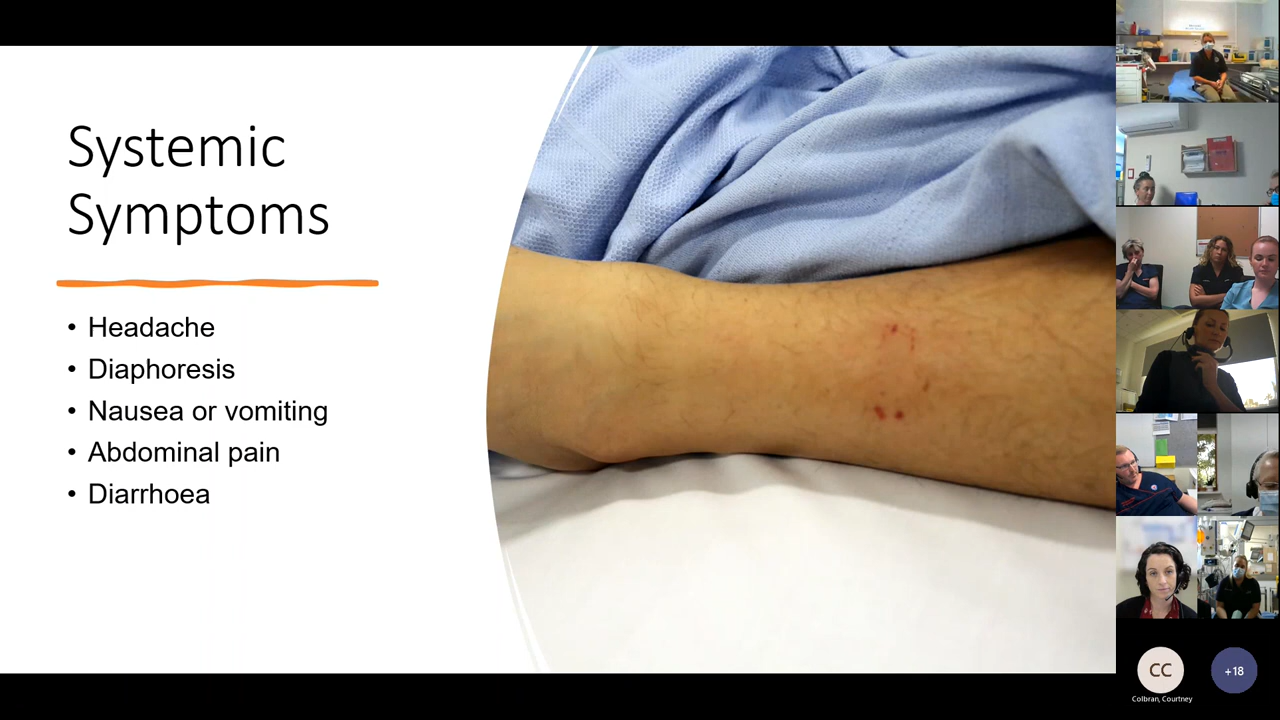 Systemic
Symptoms
• Headache
• Diaphoresis
• Nausea or vomiting
• Abdominal pain
• Diarrhoea
CC
+18
Colbran, Courtney